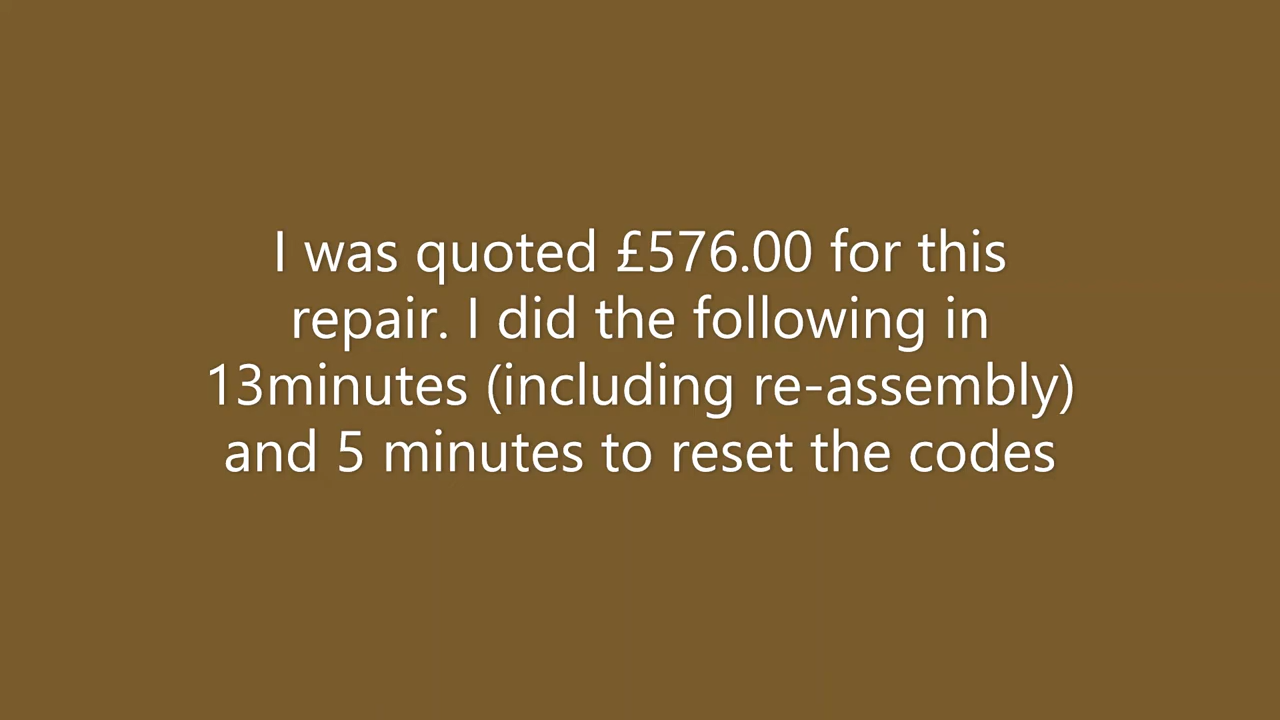 I was quoted £576.00 for this
repair. I did the following in
13minutes (including re-assembly)
and 5 minutes to reset the codes